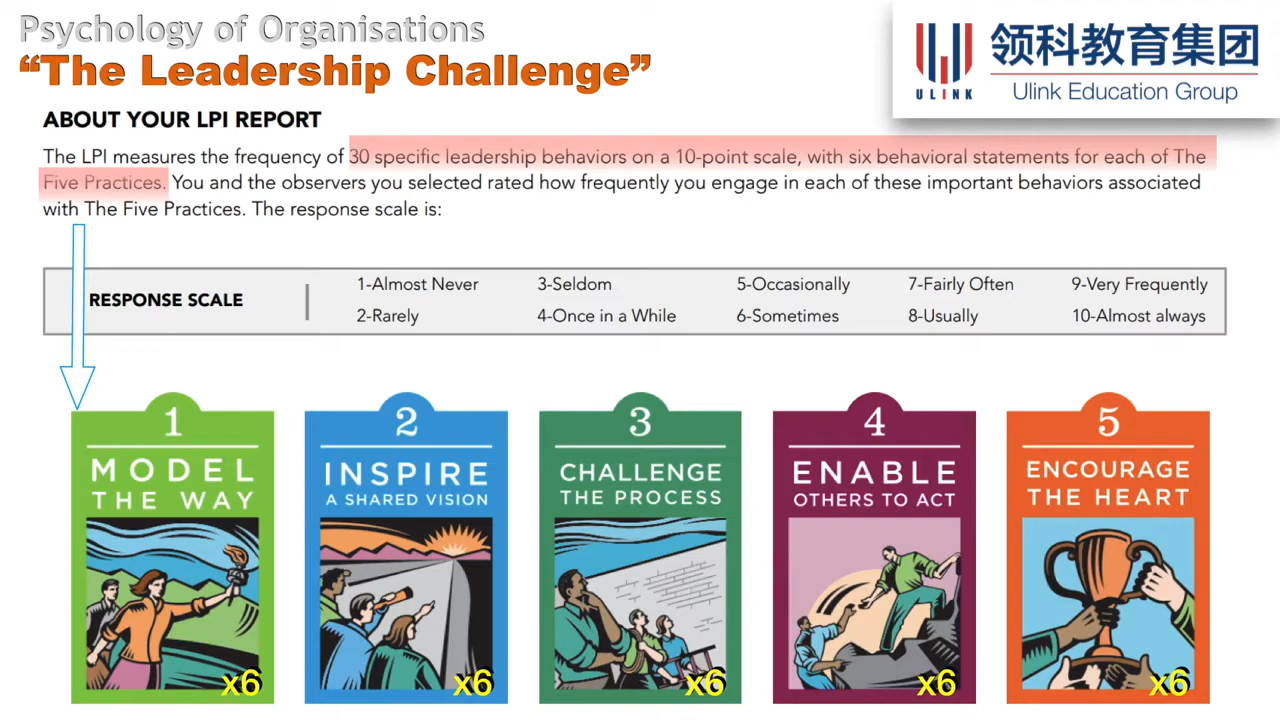 Psychology of Organisations
“The Leadership Challenge”
ULINK
领科教育集团
Ulink Education Group
ABOUT YOUR LPI REPORT
The LPI measures the frequency of 30 specific leadership behaviors on a 10-point scale, with six behavioral statements for each of The
Five Practices. You and the observers you selected rated how frequently you engage in each of these important behaviors associated
with The Five Practices. The response scale is:
RESPONSE SCALE
1-Almost Never 3-Seldom 5-Occasionally 7-Fairly Often 9-Very Frequently
2-Rarely 4-Once in a While 6-Sometimes 8-Usually 10-Almost always
1
MODEL
THE WAY
x6
2
INSPIRE
A SHARED VISION
x6
3
CHALLENGE
THE PROCESS
x6
4
ENABLE
OTHERS TO ACT
x6
5
ENCOURAGE
THE HEART
x6